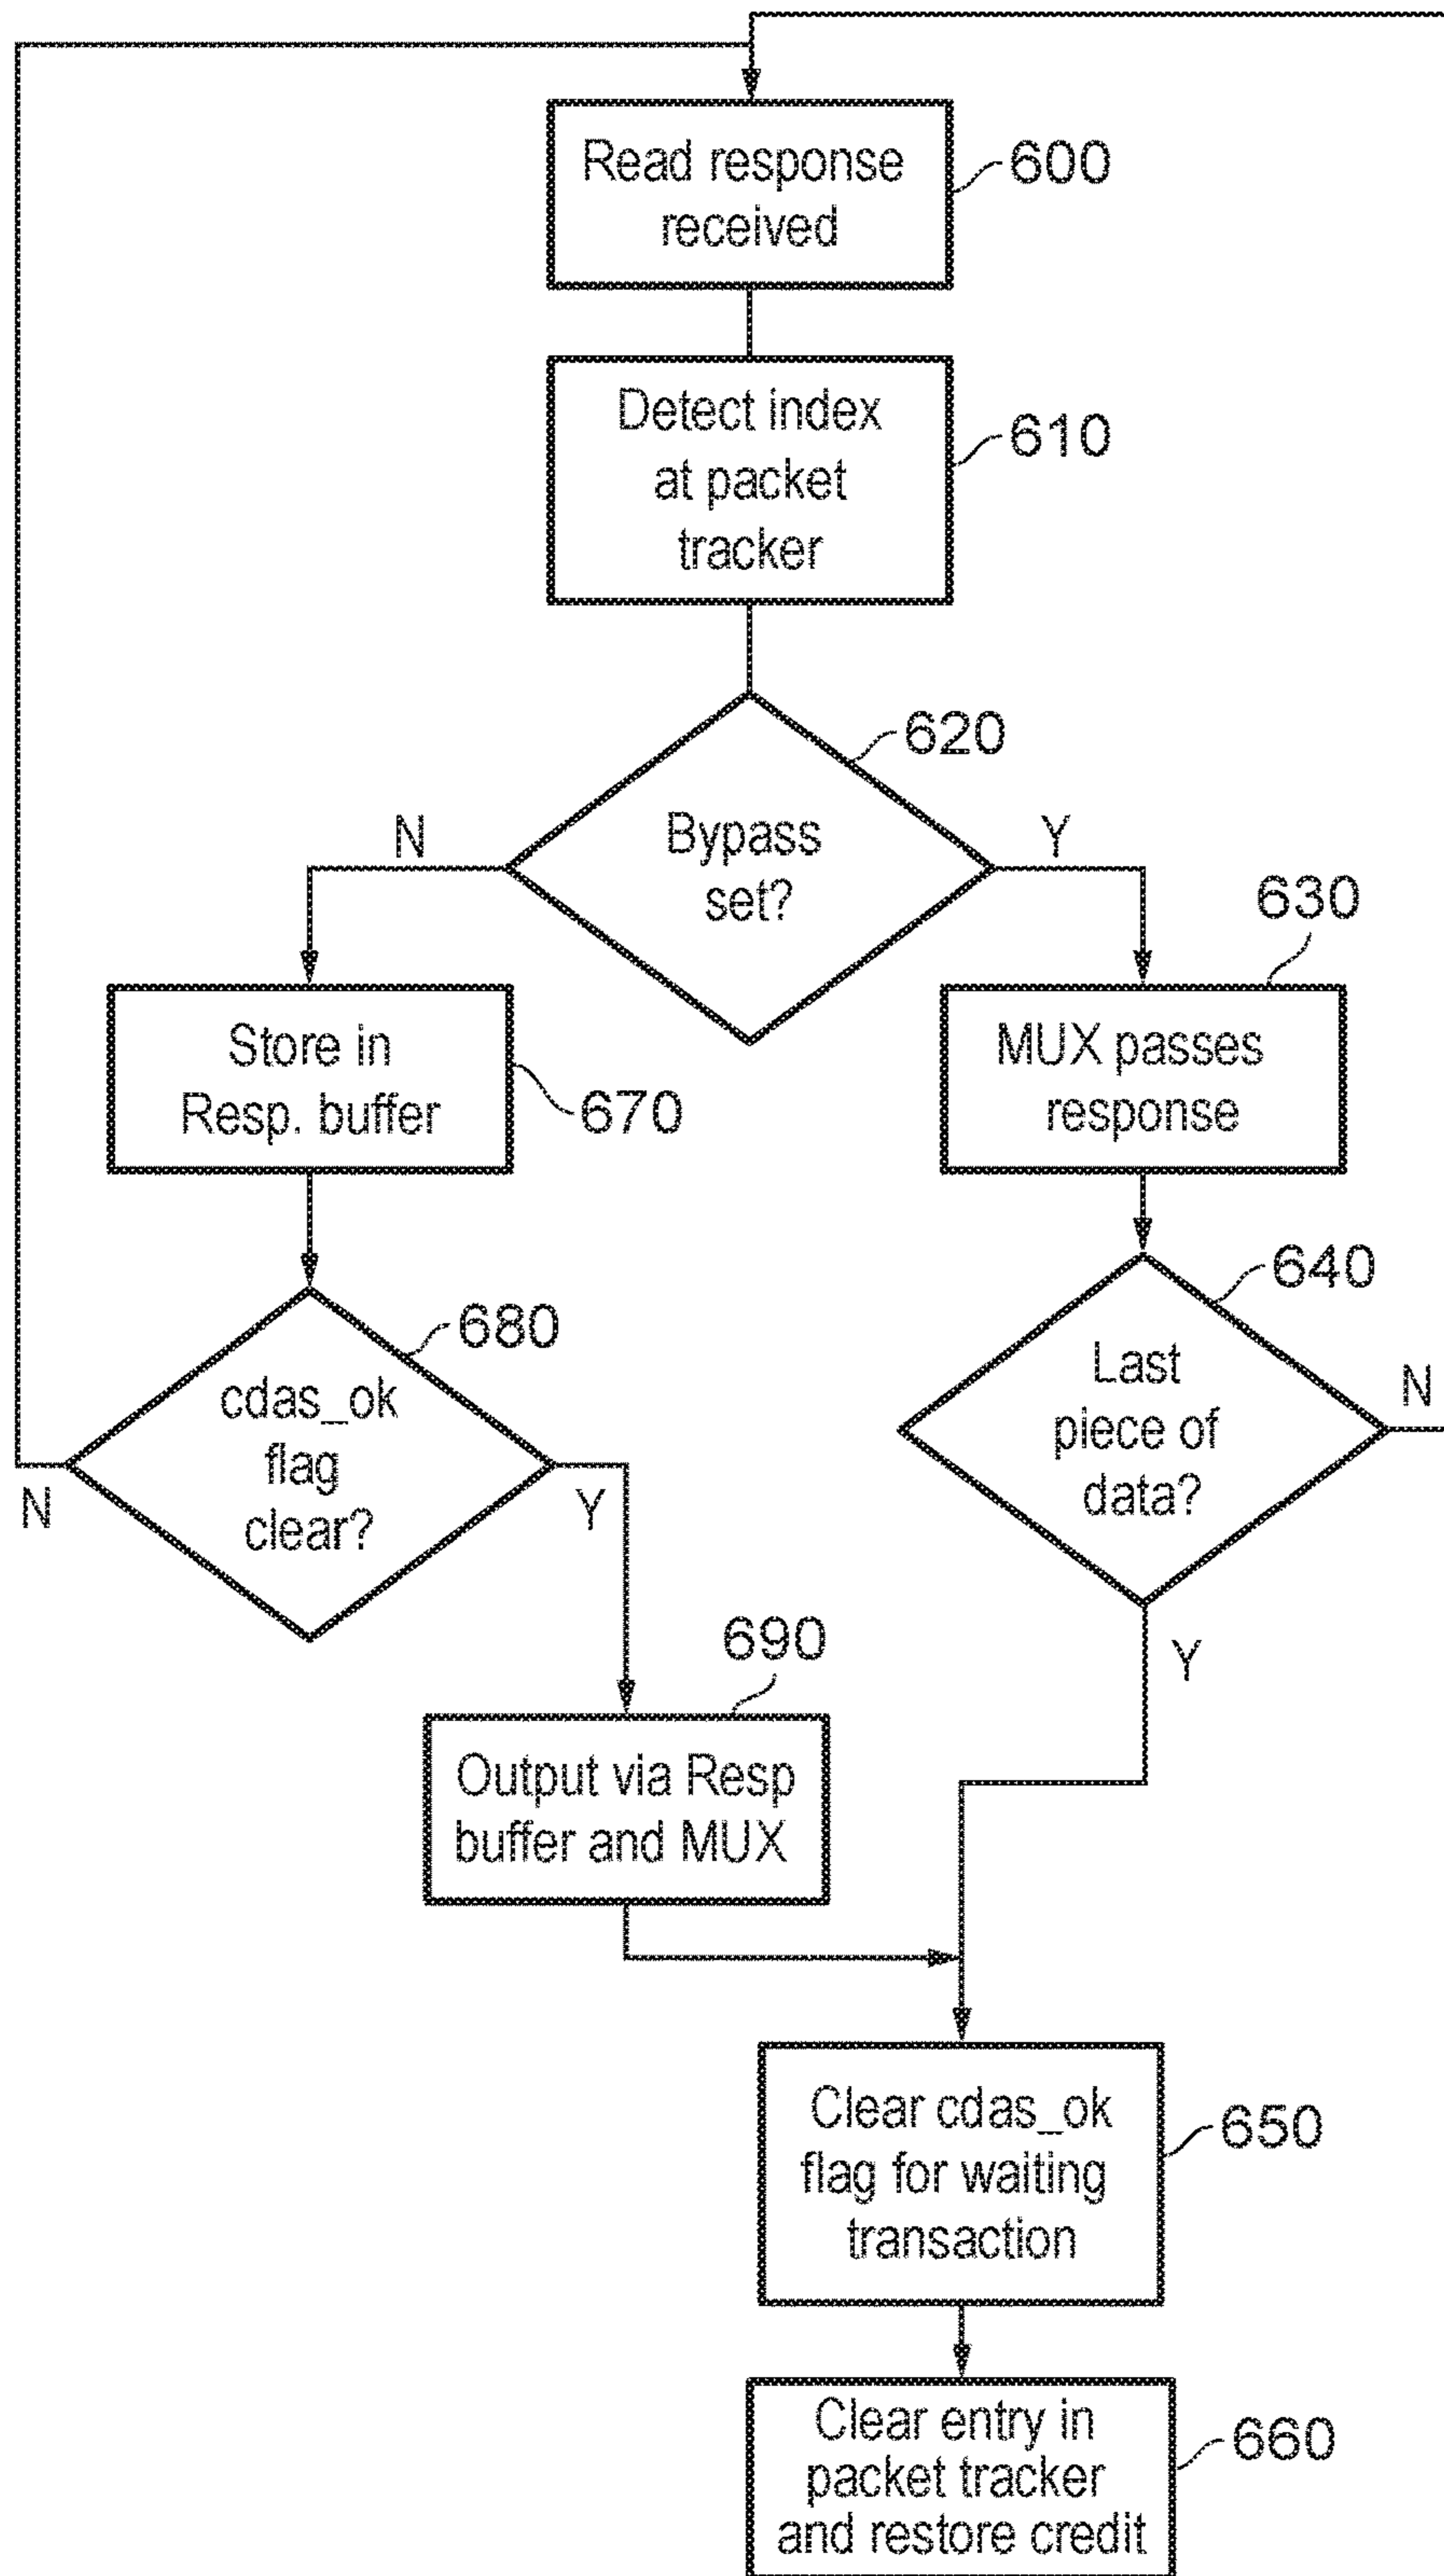 Read response
received
600
Detect index
at packet
tracker
610
620
Bypass
set?
N
Y
630
Store in
Resp. buffer
670
MUX passes
response
640
680
Last
piece of
data?
N
cdas_ok
flag
clear?
N
Y
690
Y
Output via Resp
buffer and MUX
Clear cdas_ok
flag for waiting
transaction
650
Clear entry in
packet tracker
and restore credit
660